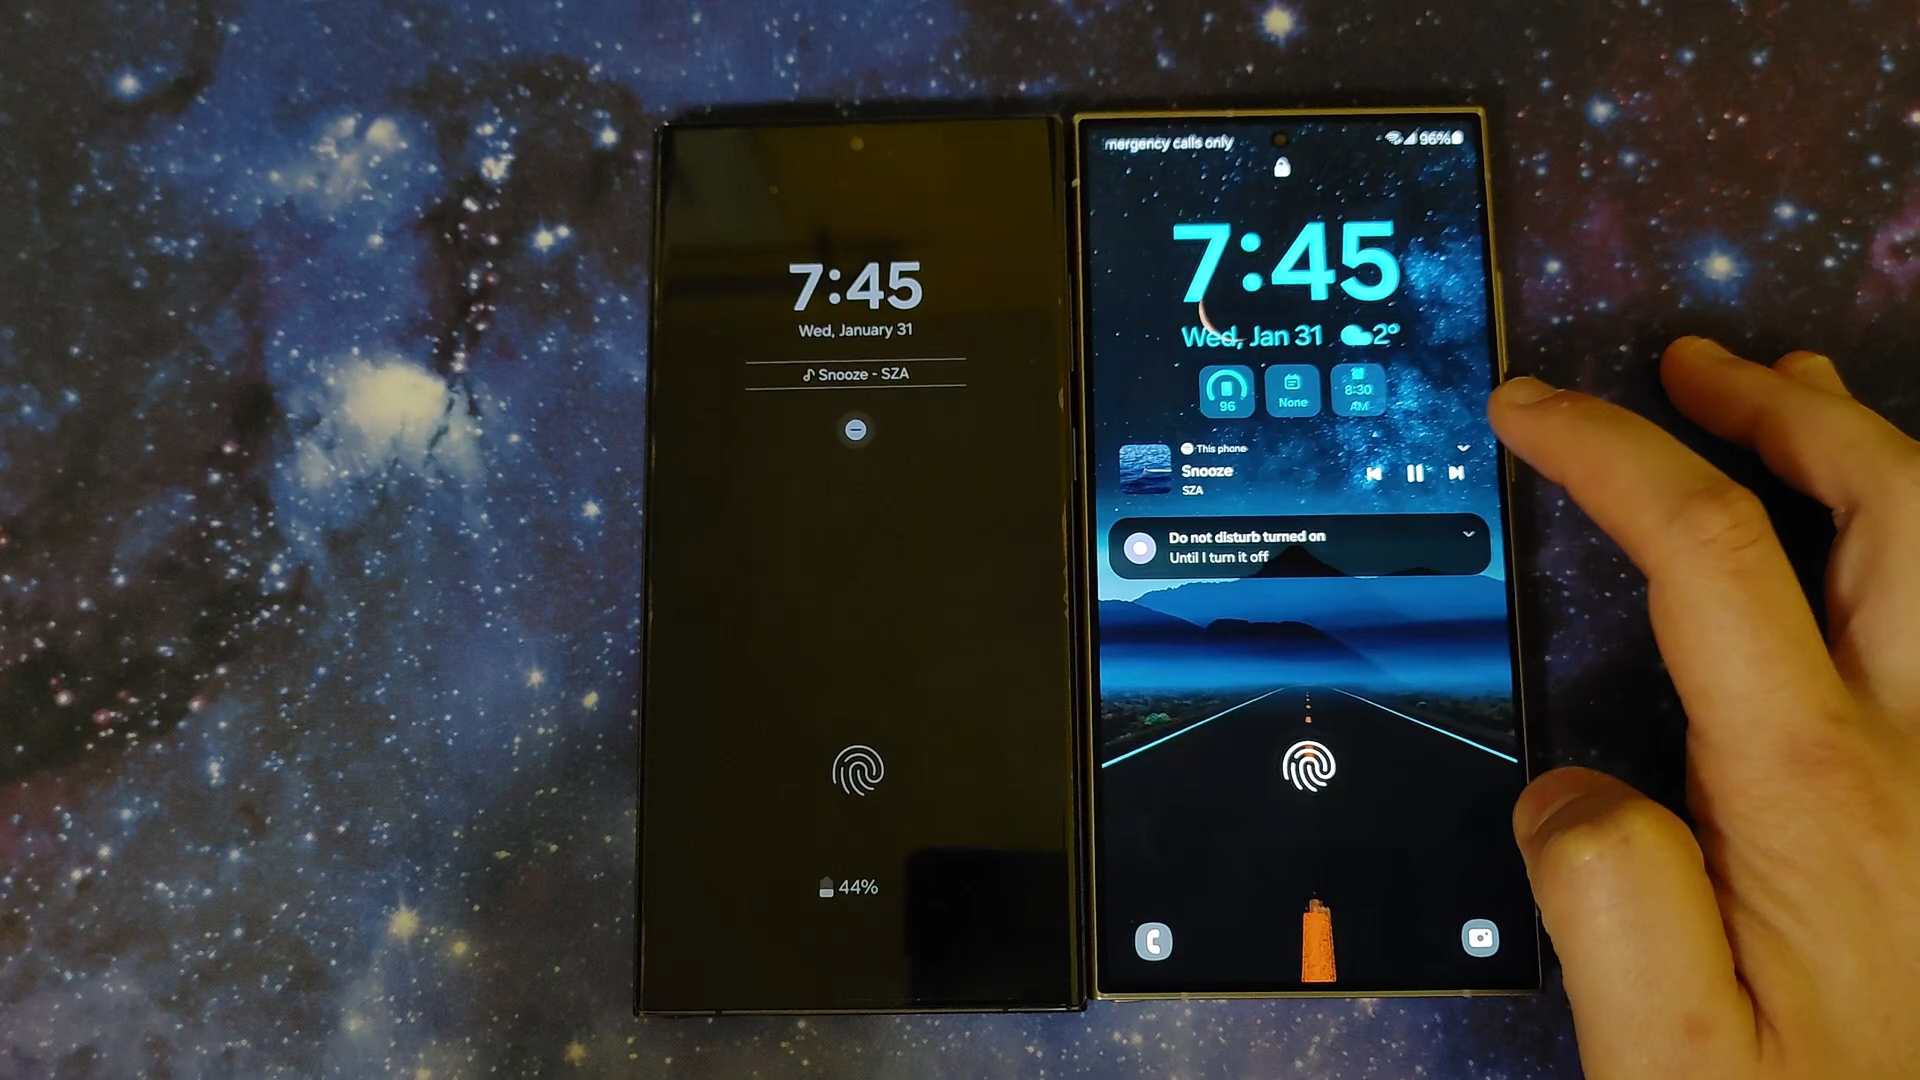 7:45
Wed, January 31
Snooze - SZA
44%
mergency calls only
96%
7:45
Wed, Jan 31 2°
96
None
8:30
AM
This phone
Snooze
SZA
Do not disturb turned on
Until I turn it off